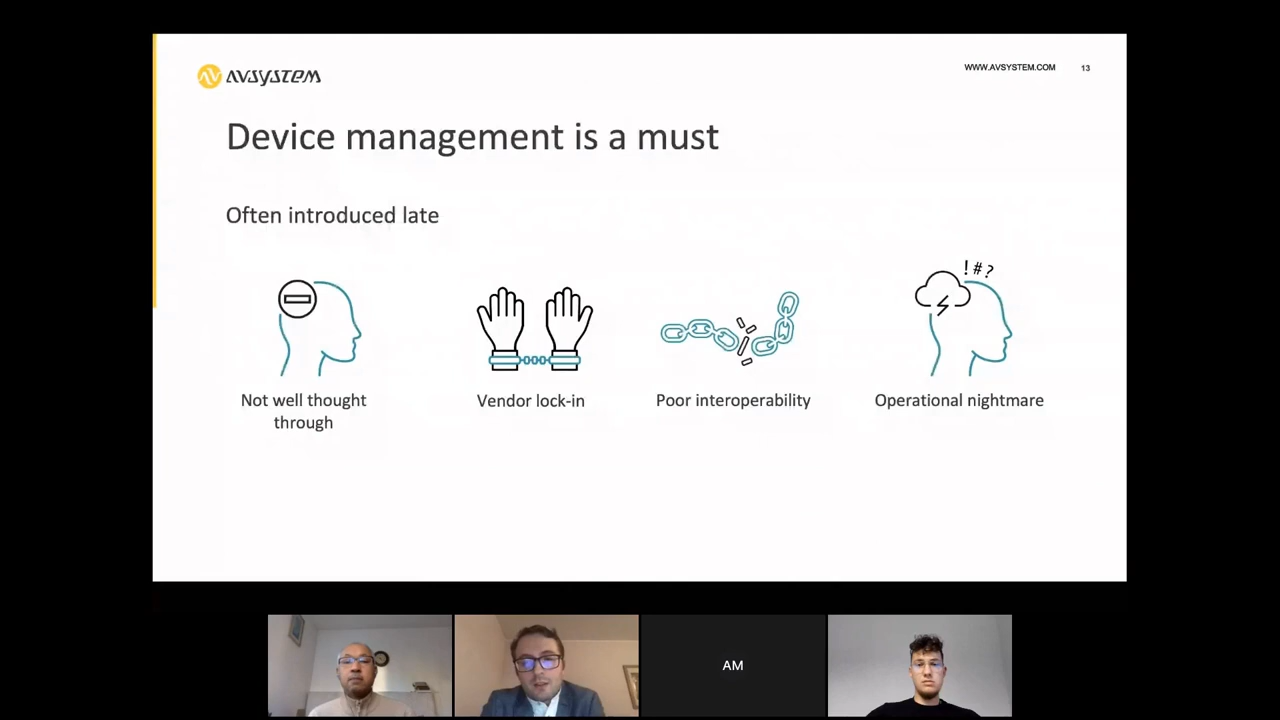 AVSYSTEM
WWW.AVSYSTEM.COM
13
Device management is a must
Often introduced late
!#?
Not well thought
through
Vendor lock-in
Poor interoperability
Operational nightmare
AM